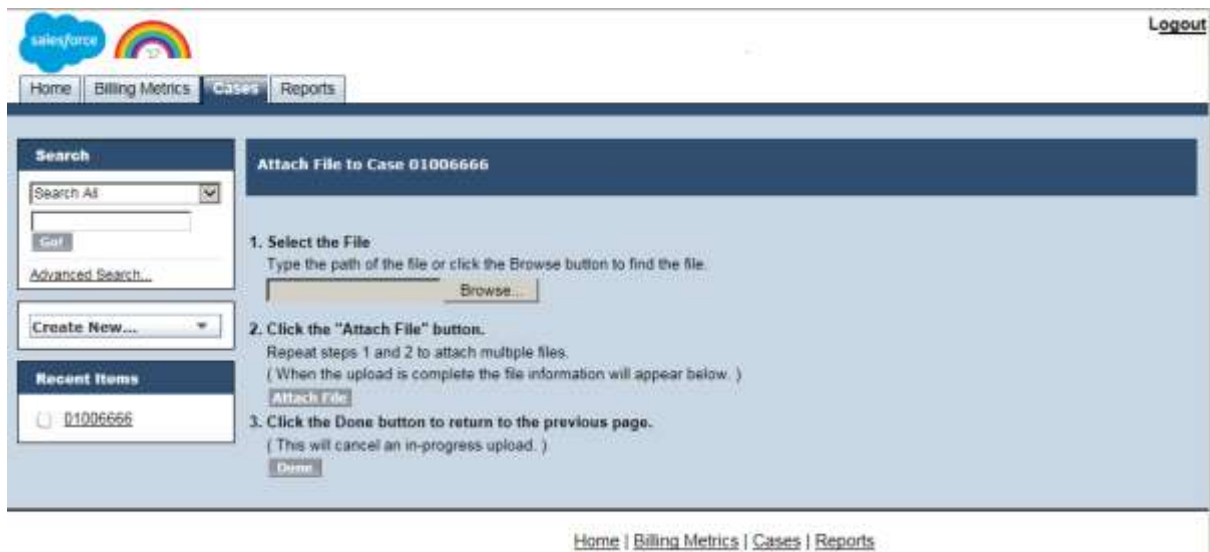 salesforce
Logout
Home Billing Metrics Cases Reports
Search
Search All
Go!
Advanced Search...
Create New...
Recent Items
01006666
Attach File to Case 01006666
1. Select the File
Type the path of the file or click the Browse button to find the file.
Browse...
2. Click the "Attach File" button.
Repeat steps 1 and 2 to attach multiple files.
( When the upload is complete the file information will appear below. )
Attach File
3. Click the Done button to return to the previous page.
( This will cancel an in-progress upload. )
Done
Home | Billing Metrics | Cases | Reports